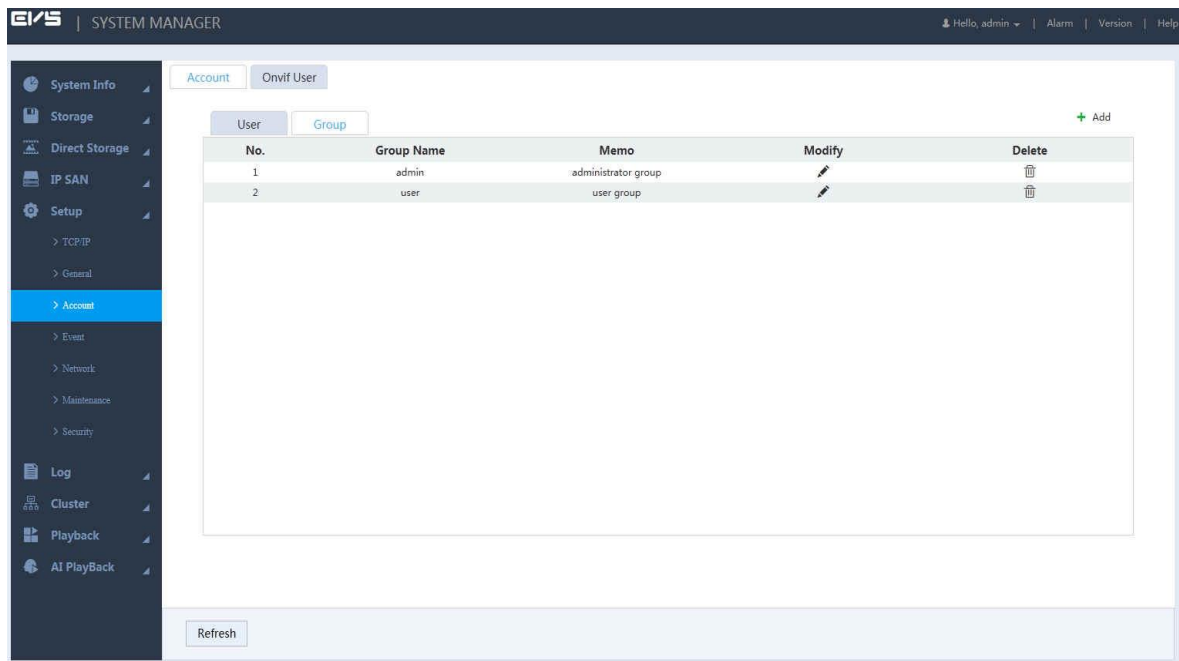 EVS | SYSTEM MANAGER
Hello, admin | Alarm | Version | Help
System Info
Storage
Direct Storage
IP SAN
Setup
> TCP/IP
> General
> Account
> Event
> Network
> Maintenance
> Security
Log
Cluster
Playback
AI PlayBack
Account Onvif User
User Group
+ Add
No. Group Name Memo Modify Delete
1 admin administrator group
2 user user group
Refresh